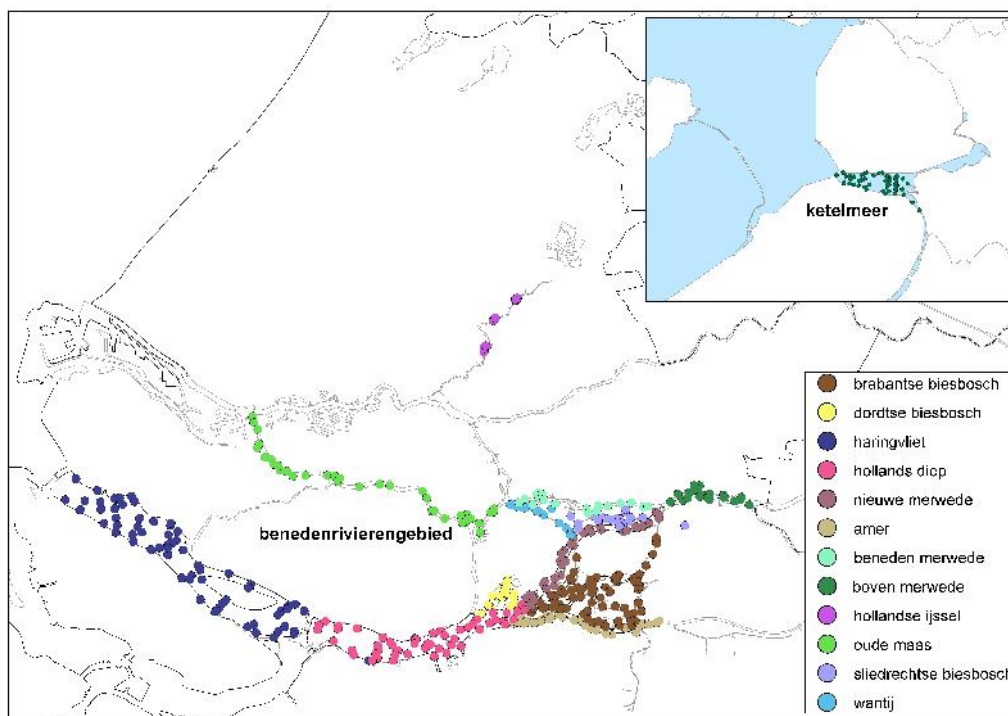 ketelmeer
benedenrivierengebied
brabantse biesbosch
dordtse biesbosch
haringvliet
hollands diep
nieuwe merwede
amer
beneden merwede
boven merwede
hollandse ijssel
oude maas
sliedrechtse biesbosch
wantij